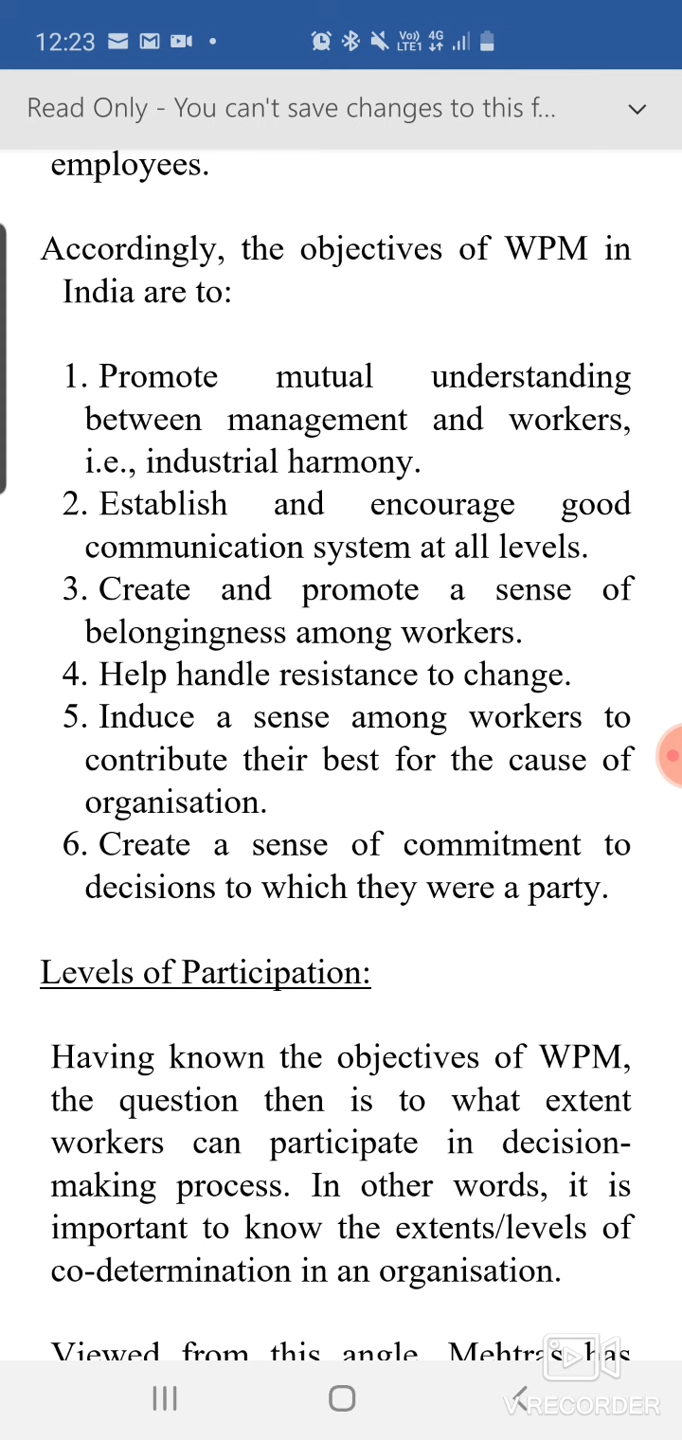 12:23
Vo)) 4G
LTE1
Read Only - You can't save changes to this f...
employees.
Accordingly, the objectives of WPM in
India are to:
1. Promote mutual understanding
between management and workers,
i.e., industrial harmony.
2. Establish and encourage good
communication system at all levels.
3. Create and promote a sense of
belongingness among workers.
4. Help handle resistance to change.
5. Induce a sense among workers to
contribute their best for the cause of
organisation.
6. Create a sense of commitment to
decisions to which they were a party.
Levels of Participation:
Having known the objectives of WPM,
the question then is to what extent
workers can participate in decision-
making process. In other words, it is
important to know the extents/levels of
co-determination in an organisation.
Viewed from this angle, Mehtras has
V RECORDER